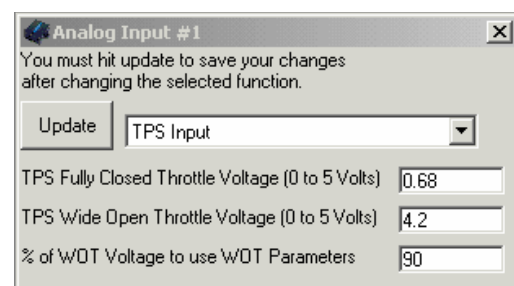 Analog Input #1
You must hit update to save your changes
after changing the selected function.
Update
TPS Input
TPS Fully Closed Throttle Voltage (0 to 5 Volts) 0.68
TPS Wide Open Throttle Voltage (0 to 5 Volts) 4.2
% of WOT Voltage to use WOT Parameters 90